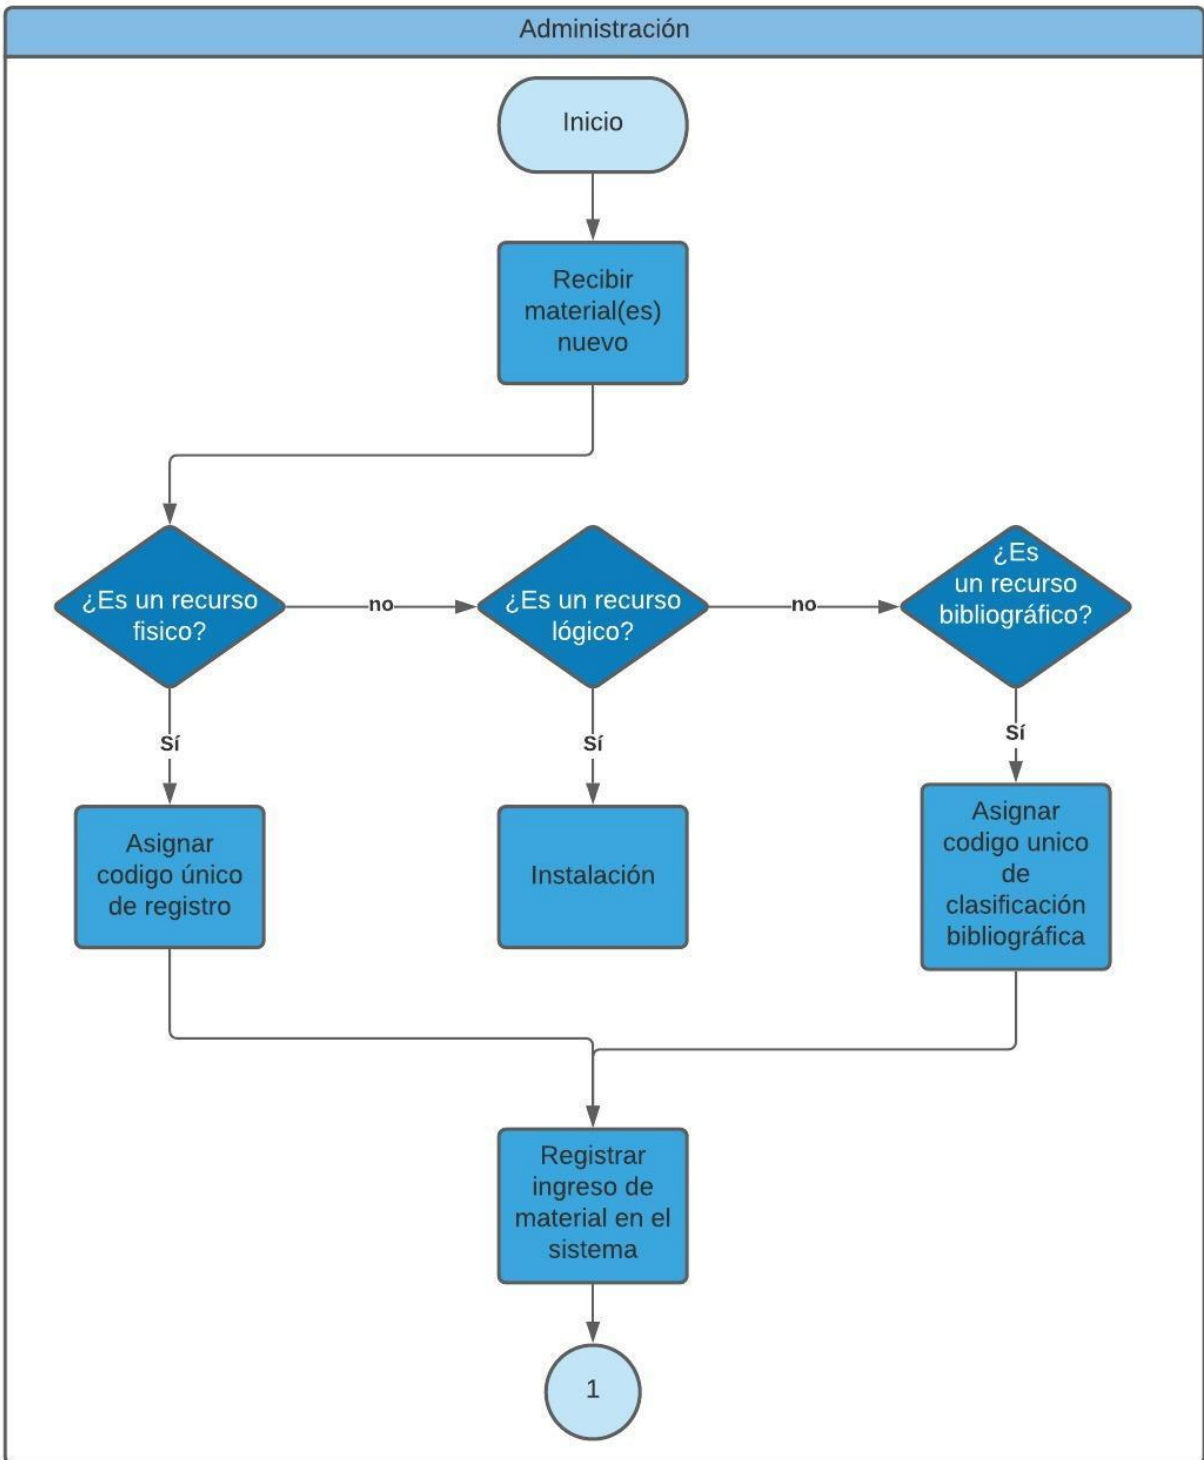 Administración
Inicio
Recibir
material(es)
nuevo
¿Es un recurso
fisico?
no
¿Es un recurso
lógico?
no
¿Es
un recurso
bibliográfico?
Sí
Sí
Sí
Asignar
codigo único
de registro
Instalación
Asignar
codigo unico
de
clasificación
bibliográfica
Registrar
ingreso de
material en el
sistema
1